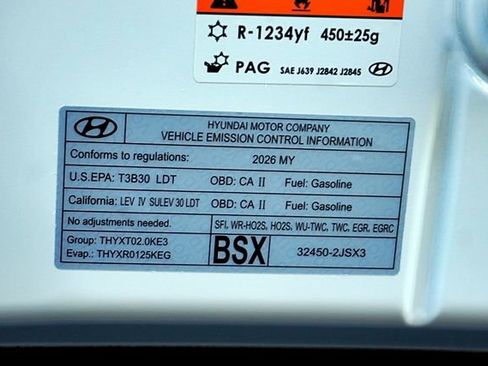 R-1234yf 450±25g
PAG SAE J639 J2842 J2845
HYUNDAI MOTOR COMPANY
VEHICLE EMISSION CONTROL INFORMATION
Conforms to regulations: 2026 MY
U.S.EPA: T3B30 LDT OBD: CA II Fuel: Gasoline
California: LEV IV SULEV 30 LDT OBD: CA II Fuel: Gasoline
No adjustments needed. SFI, WR-HO2S, HO2S, WU-TWC, TWC, EGR, EGRC
Group: THYXT02.0KE3
Evap.: THYXR0125KEG
BSX 32450-2JSX3